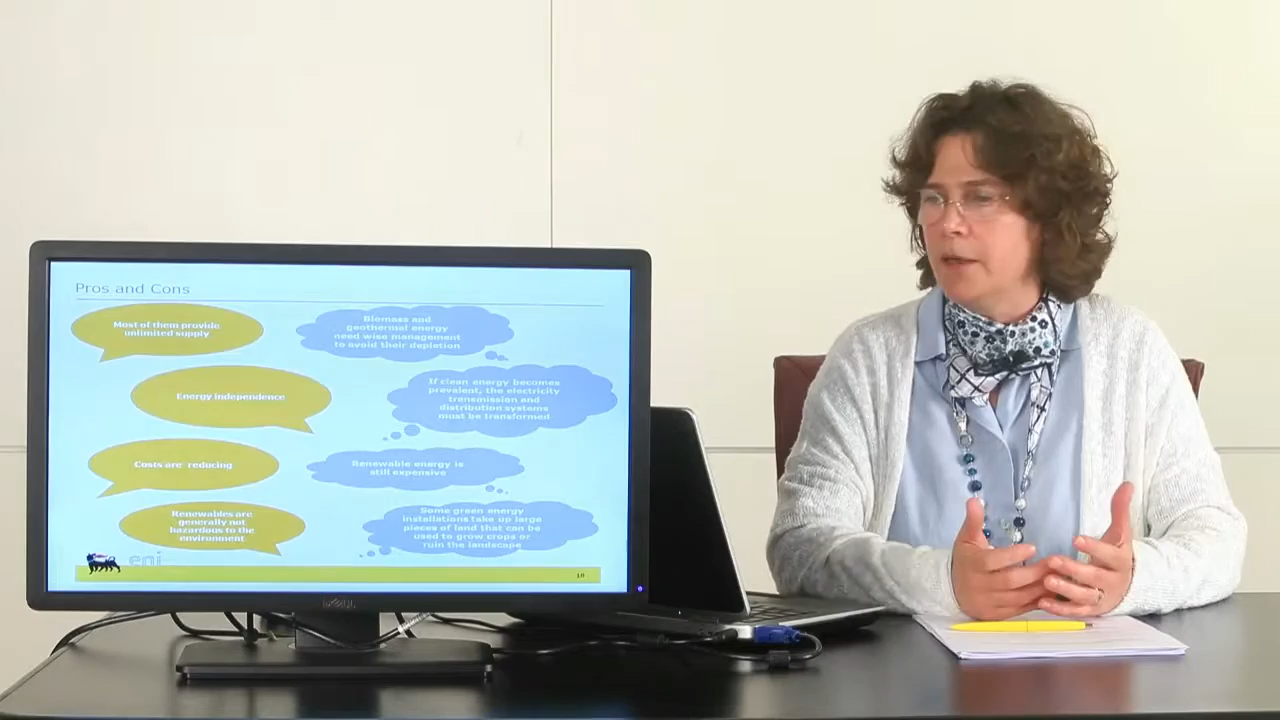 Pros and Cons
Most of them provide
unlimited supply
Biomass and
geothermal energy
need wise management
to avoid their depletion
Energy independence
If clean energy becomes
prevalent, the electricity
transmission and
distribution systems
must be transformed
Costs are reducing
Renewable energy is
still expensive
Renewables are
generally not
hazardous to the
environment
Some green energy
installations take up large
pieces of land that can be
used to grow crops or
ruin the landscape
eni
18
DELL